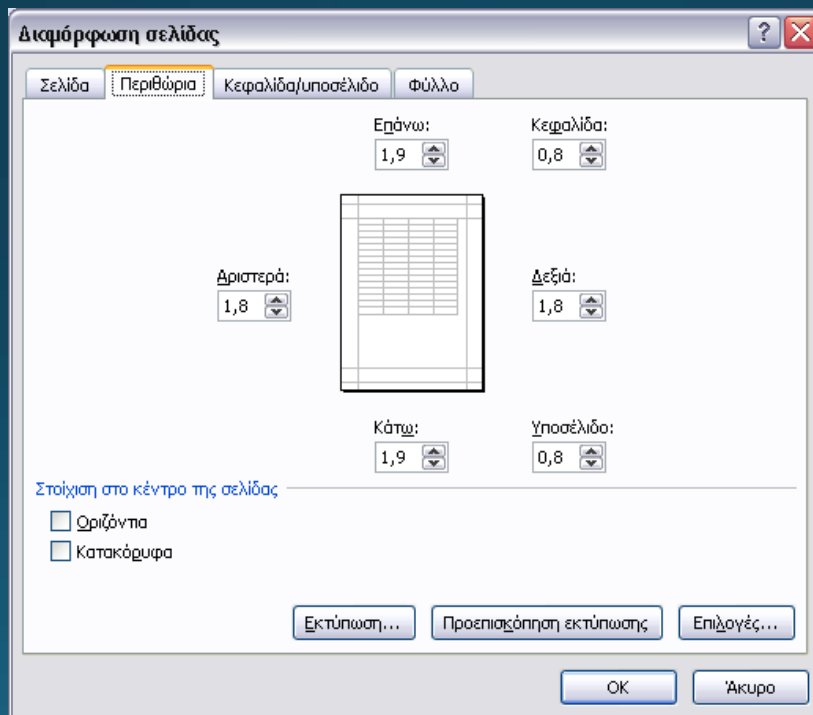 Διαμόρφωση σελίδας
Σελίδα Περιθώρια Κεφαλίδα/υποσέλιδο Φύλλο
Επάνω: Κεφαλίδα:
1,9 0,8
Αριστερά: Δεξιά:
1,8 1,8
Κάτω: Υποσέλιδο:
1,9 0,8
Στοίχιση στο κέντρο της σελίδας
Οριζόντια
Κατακόρυφα
Εκτύπωση... Προεπισκόπηση εκτύπωσης Επιλογές...
OK Άκυρο